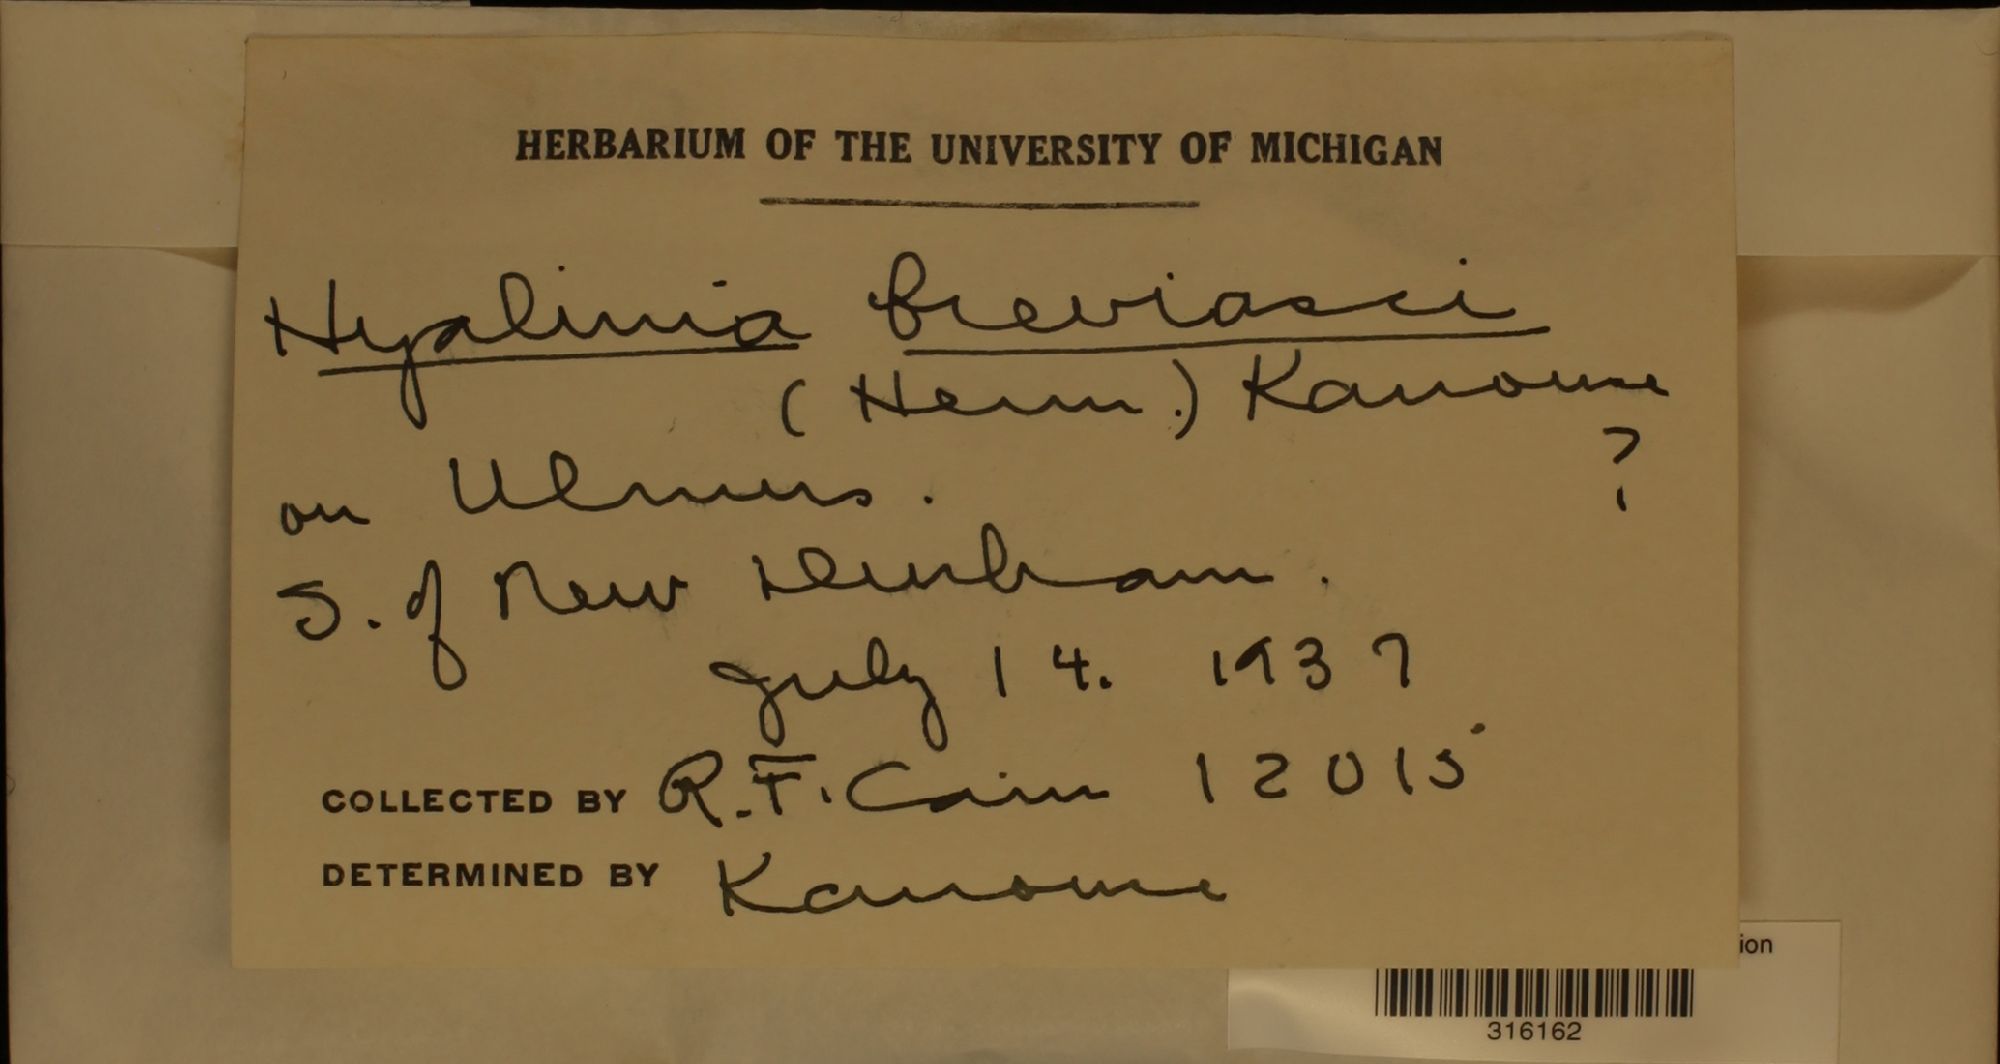 HERBARIUM OF THE UNIVERSITY OF MICHIGAN
Hyalinia breviasci
(Henn.) Kanouse
?
on Ulmus.
S. of New Durham.
July 14. 1937
COLLECTED BY R. F. Cain 12015
DETERMINED BY Kanouse
ion
316162